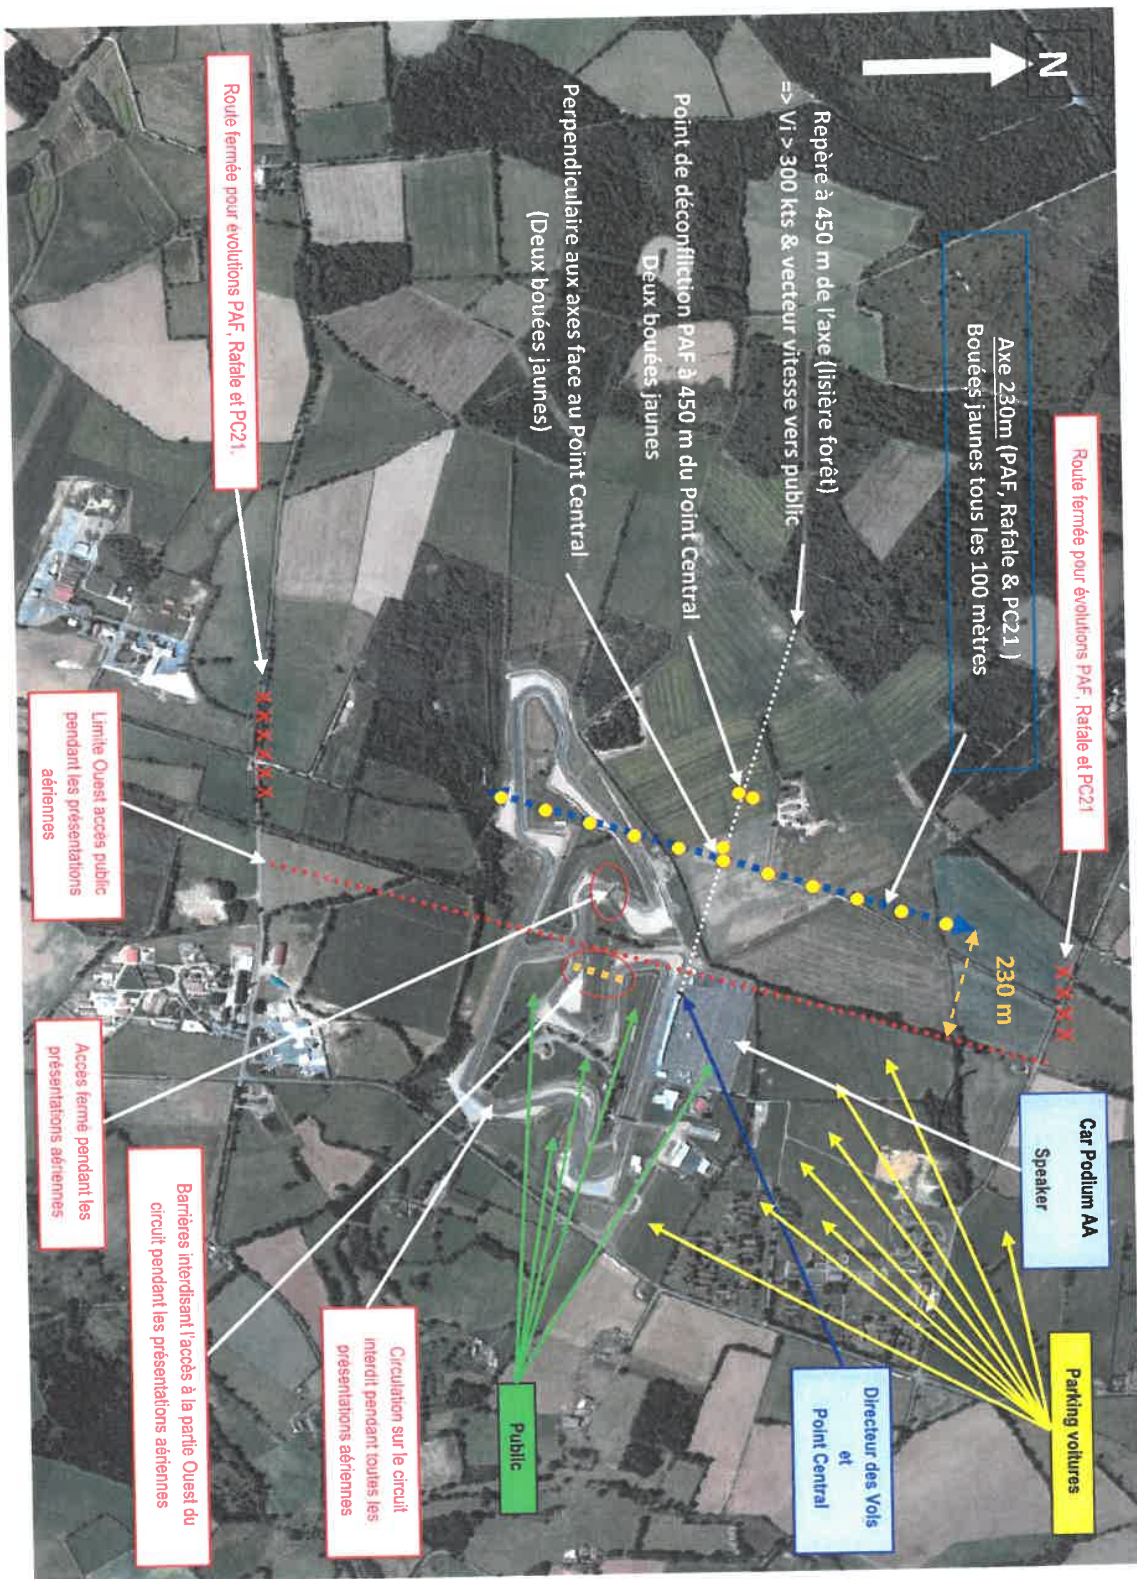 N
Repère à 450 m de l'axe (lisière forêt)
=> Vi > 300 kts & vecteur vitesse vers public
Point de déconfliction PAF à 450 m du Point Central
Deux bouées jaunes
Perpendiculaire aux axes face au Point Central
(Deux bouées jaunes)
Route fermée pour évolutions PAF, Rafale et PC21.
Axe 230m (PAF, Rafale & PC21 )
Bouées jaunes tous les 100 mètres
Route fermée pour évolutions PAF, Rafale et PC21
XXXX
230 m
XXXXXX
Limite Ouest accès public
pendant les présentations
aériennes
Car Podium AA
Speaker
Accès fermé pendant les
présentations aériennes
Parking voitures
Directeur des Vols
et
Point Central
Public
Circulation sur le circuit
interdit pendant toutes les
présentations aériennes
Barrières interdisant l'accès à la partie Ouest du
circuit pendant les présentations aériennes